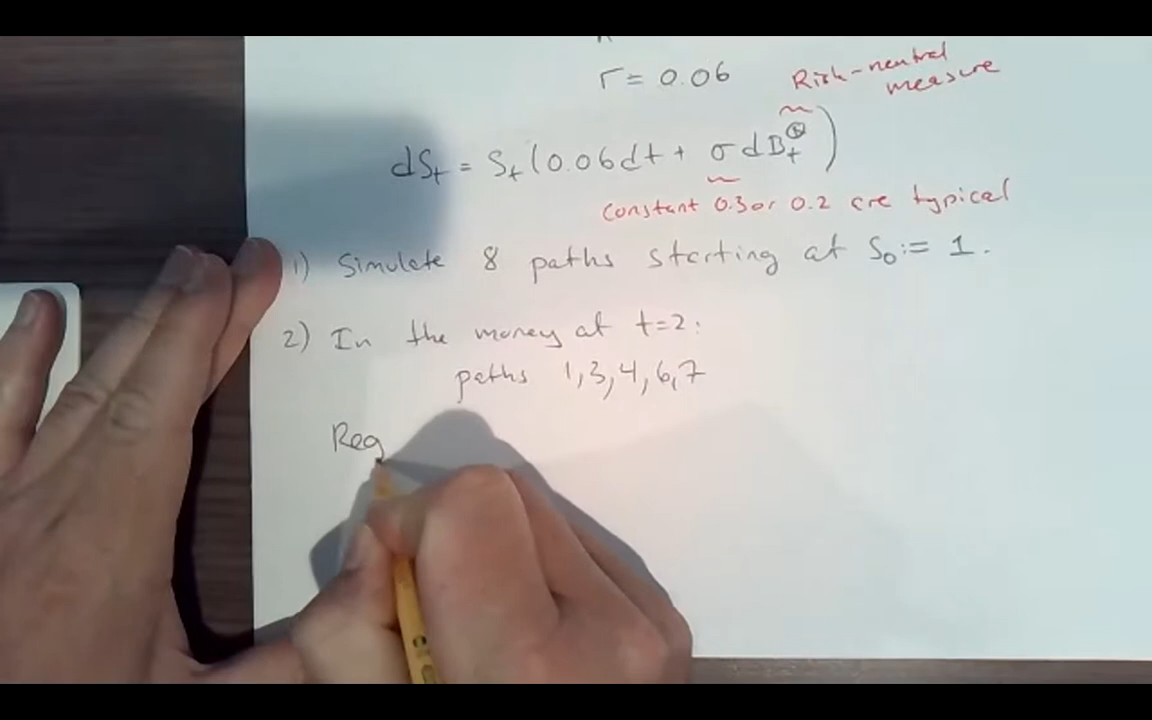 r = 0.06
Risk-neutral
measure
dS_t = S_t (0.06dt + σ dB_t^ℚ)
Constant 0.3 or 0.2 are typical
1) Simulate 8 paths starting at S_0 := 1.
2) In the money at t=2:
paths 1,3,4,6,7
Reg